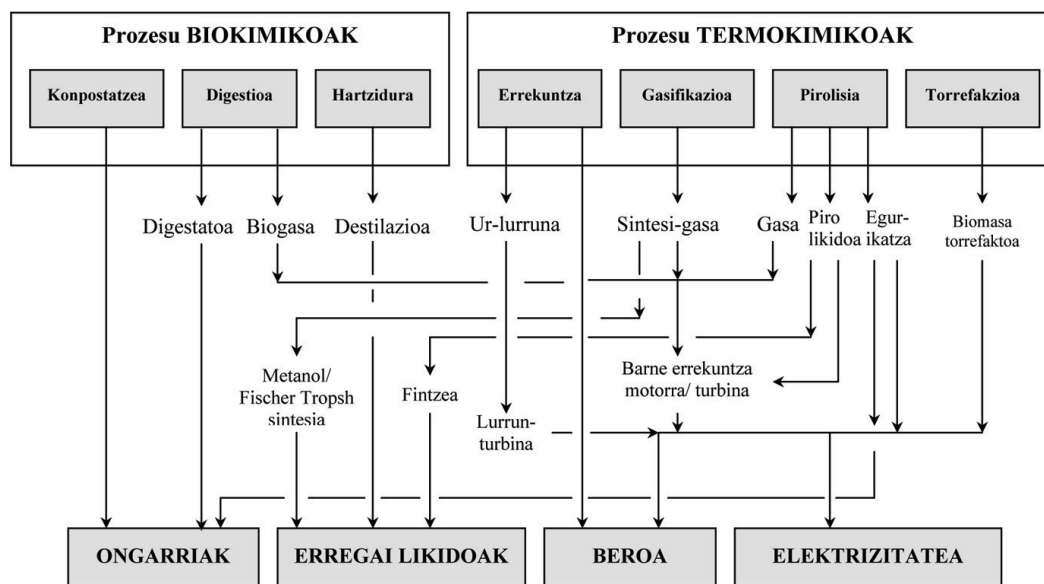 Prozesu BIOKIMIKOAK
Prozesu TERMOKIMIKOAK
Konpostatzea
Digestioa
Hartzidura
Errekuntza
Gasifikazioa
Pirolisia
Torrefakzioa
Digestatoa
Biogasa
Destilazioa
Ur-lurruna
Sintesi-gasa
Gasa
Piro
likidoa
Egur-
ikatza
Biomasa
torrefaktoa
Metanol/
Fischer Tropsh
sintesia
Fintzea
Lurrun-
turbina
Barne errekuntza
motorra/ turbina
ONGARRIAK
ERREGAI LIKIDOAK
BEROA
ELEKTRIZITATEA